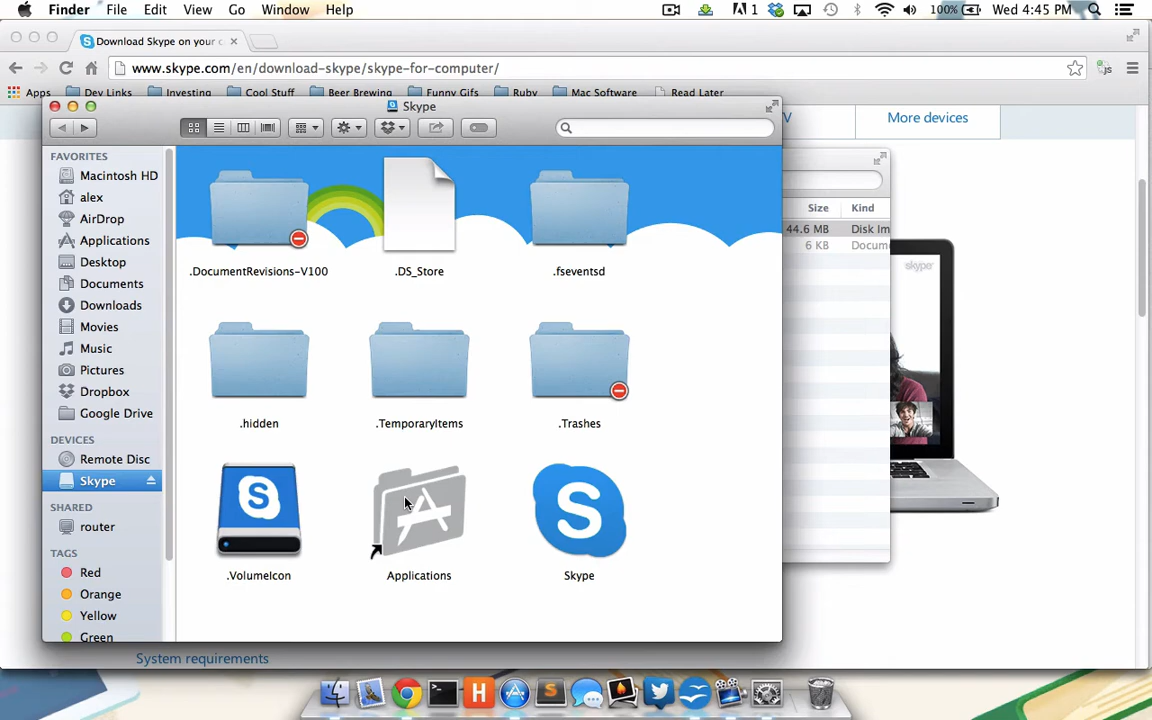 Finder File Edit View Go Window Help 1 100% Wed 4:45 PM
Download Skype on your c
www.skype.com/en/download-skype/skype-for-computer/
Apps Dev Links Investing Cool Stuff Beer Brewing Funny Gifs Ruby Mac Software Read Later
Skype
V More devices
FAVORITES
Macintosh HD
alex
AirDrop
Applications
Desktop
Documents
Downloads
Movies
Music
Pictures
Dropbox
Google Drive
DEVICES
Remote Disc
Skype
SHARED
router
TAGS
Red
Orange
Yellow
Green
.DocumentRevisions-V100 .DS_Store .fseventsd
.hidden .TemporaryItems .Trashes
.VolumeIcon Applications Skype
Size Kind
44.6 MB Disk Im
6 KB Docume
skype
System requirements